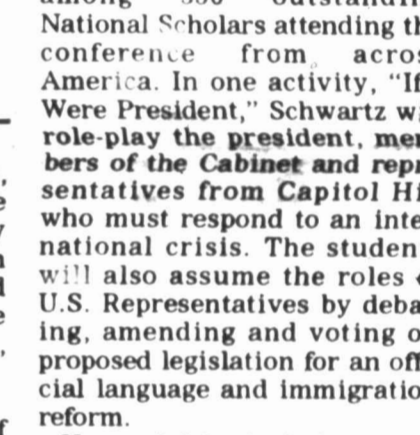 National Scholars attending th
conference from acros
America. In one activity, "If
Were President," Schwartz w
role-play the president, mem
bers of the Cabinet and repr
sentatives from Capitol Hi
who must respond to an inte
national crisis. The studen
will also assume the roles
U.S. Representatives by deba
ing, amending and voting o
proposed legislation for an off
cial language and immigratio
reform.